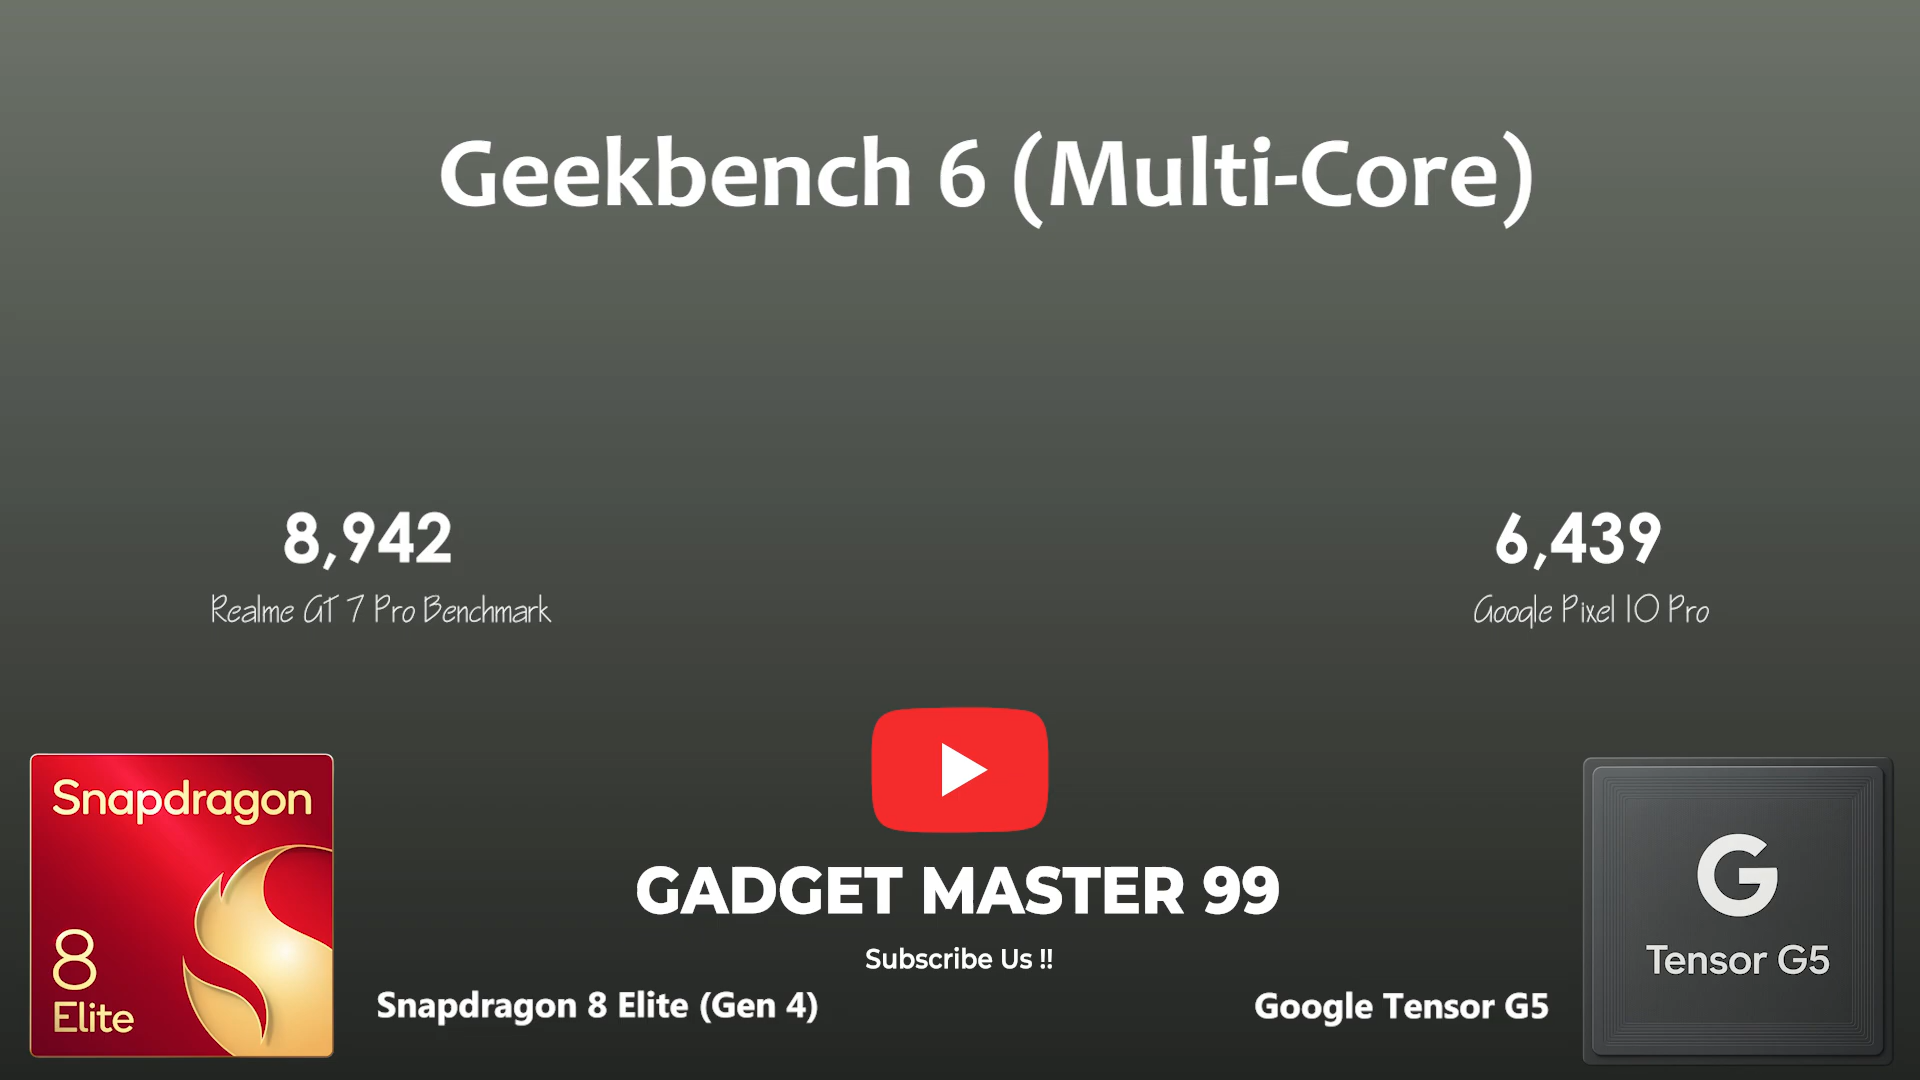 Geekbench 6 (Multi-Core)
8,942
Realme GT 7 Pro Benchmark
6,439
Google Pixel 10 Pro
Snapdragon
8
Elite
Snapdragon 8 Elite (Gen 4)
GADGET MASTER 99
Subscribe Us !!
Google Tensor G5
G
Tensor G5